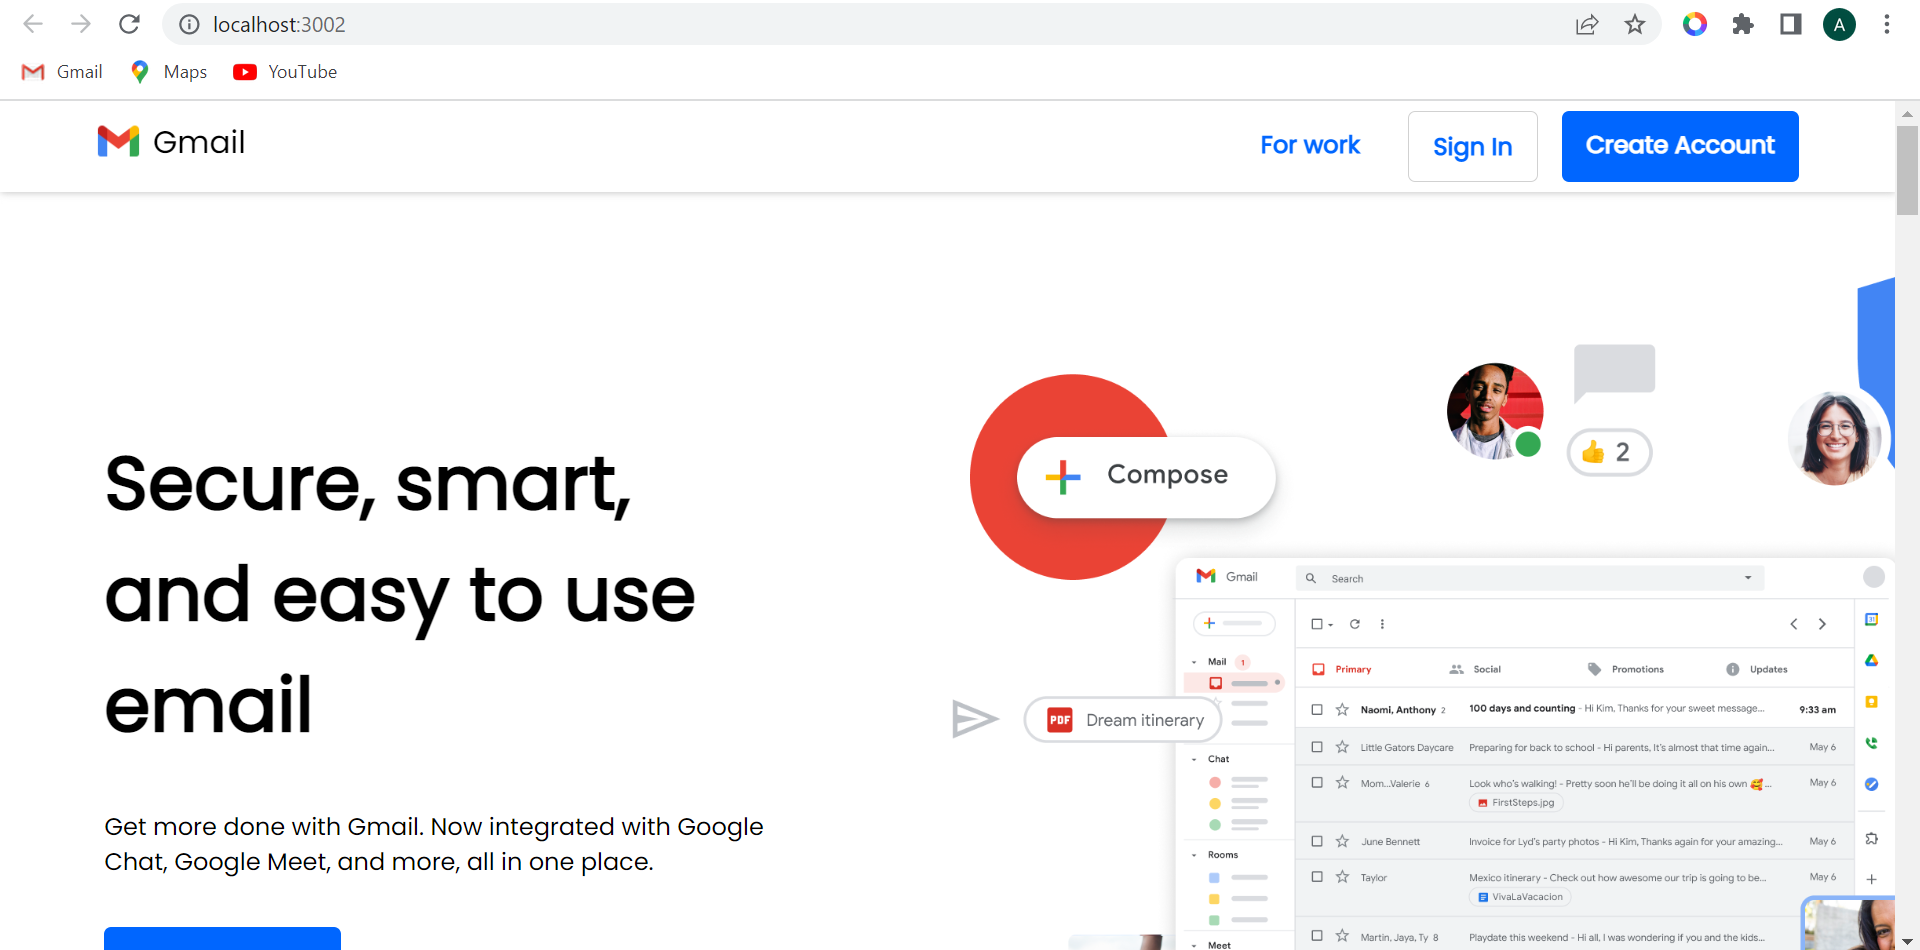 localhost:3002
A
Gmail Maps YouTube
Gmail
For work
Sign In
Create Account
Secure, smart,
and easy to use
email
Get more done with Gmail. Now integrated with Google
Chat, Google Meet, and more, all in one place.
2
Compose
PDF Dream itinerary
Gmail
Search
Mail 1
Chat
Rooms
Meet
Primary Social Promotions Updates
Naomi, Anthony 2 100 days and counting - Hi Kim, Thanks for your sweet message... 9:33 am
Little Gators Daycare Preparing for back to school - Hi parents, It's almost that time again... May 6
Mom...Valerie 6 Look who's walking! - Pretty soon he'll be doing it all on his own 🥰... May 6
FirstSteps.jpg
June Bennett Invoice for Lyd's party photos - Hi Kim, Thanks again for your amazing... May 6
Taylor Mexico itinerary - Check out how awesome our trip is going to be... May 6
VivaLaVacacion
Martin, Jaya, Ty 8 Playdate this weekend - Hi all, I was wondering if you and the kids... May 6
31